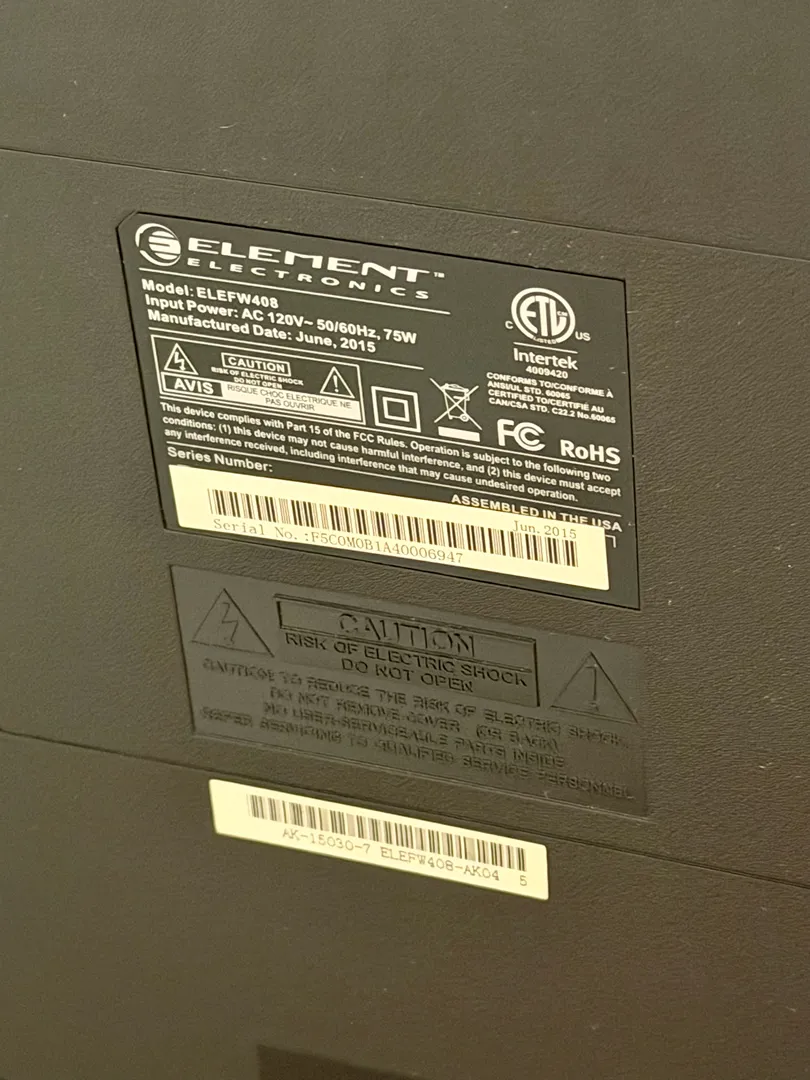 ELEMENT™
ELECTRONICS
Model: ELEFW408
Input Power: AC 120V~ 50/60Hz, 75W
Manufactured Date: June, 2015
CAUTION
RISK OF ELECTRIC SHOCK
DO NOT OPEN
AVIS
RISQUE CHOC ELECTRIQUE NE
PAS OUVRIR
ETL CM
LISTED
C US
Intertek
4009420
CONFORMS TO/CONFORME À
ANSI/UL STD. 60065
CERTIFIED TO/CERTIFIÉ AU
CAN/CSA STD. C22.2 No.60065
FC RoHS
This device complies with Part 15 of the FCC Rules. Operation is subject to the following two
conditions: (1) this device may not cause harmful interference, and (2) this device must accept
any interference received, including interference that may cause undesired operation.
Series Number:
ASSEMBLED IN THE USA
Jun. 2015
Serial No.:F5C0M0B1A40006947
CAUTION
RISK OF ELECTRIC SHOCK
DO NOT OPEN
CAUTION: TO REDUCE THE RISK OF ELECTRIC SHOCK,
DO NOT REMOVE COVER (OR BACK)
NO USER-SERVICEABLE PARTS INSIDE
REFER SERVICING TO QUALIFIED SERVICE PERSONNEL
AK-15030-7 ELEFW408-AK04 5